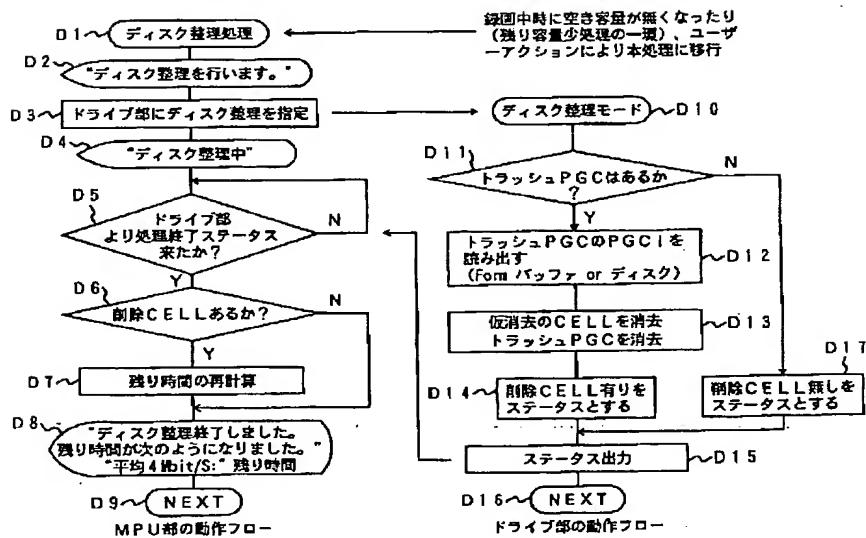 録画中時に空き容量が無くなったり
(残り容量少処理の一環)、ユーザ
ーアクションにより本処理に移行
D1 ディスク整理処理
D2
"ディスク整理を行います。"
D3 ドライブ部にディスク整理を指定
D4
"ディスク整理中"
D5
ドライブ部
より処理終了ステータス
来たか?
N
Y
D6
削除CELLあるか?
N
Y
D7 残り時間の再計算
D8
"ディスク整理終了しました。
残り時間が次のようになりました。"
"平均4Mbit/S:"残り時間
D9 NEXT
MPU部の動作フロー
ディスク整理モード D10
D11
トラッシュPGCはあるか
?
N
Y
トラッシュPGCのPGCIを
読み出す
(Form バッファ or ディスク)
D12
仮消去のCELLを消去
トラッシュPGCを消去
D13
D14
削除CELL有りを
ステータスとする
D17
削除CELL無しを
ステータスとする
ステータス出力 D15
D16 NEXT
ドライブ部の動作フロー